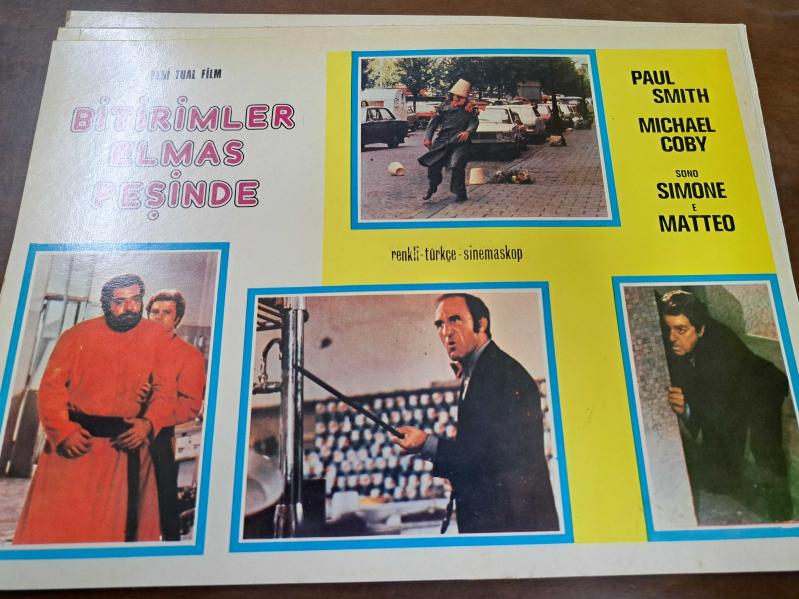 YENİ TUAL FİLM
BİTİRİMLER
ELMAS
PEŞİNDE
PAUL
SMITH
MICHAEL
COBY
SONO
SIMONE
E
MATTEO
renkli-türkçe-sinemaskop